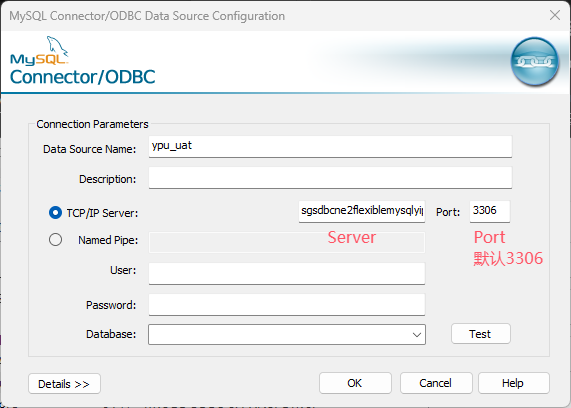 MySQL Connector/ODBC Data Source Configuration
MySQL
Connector/ODBC
Connection Parameters
Data Source Name: ypu_uat
Description:
TCP/IP Server: sgsdbcne2flexiblemysqlyip Port: 3306
Named Pipe: Server Port
默认3306
User:
Password:
Database: Test
Details >> OK Cancel Help